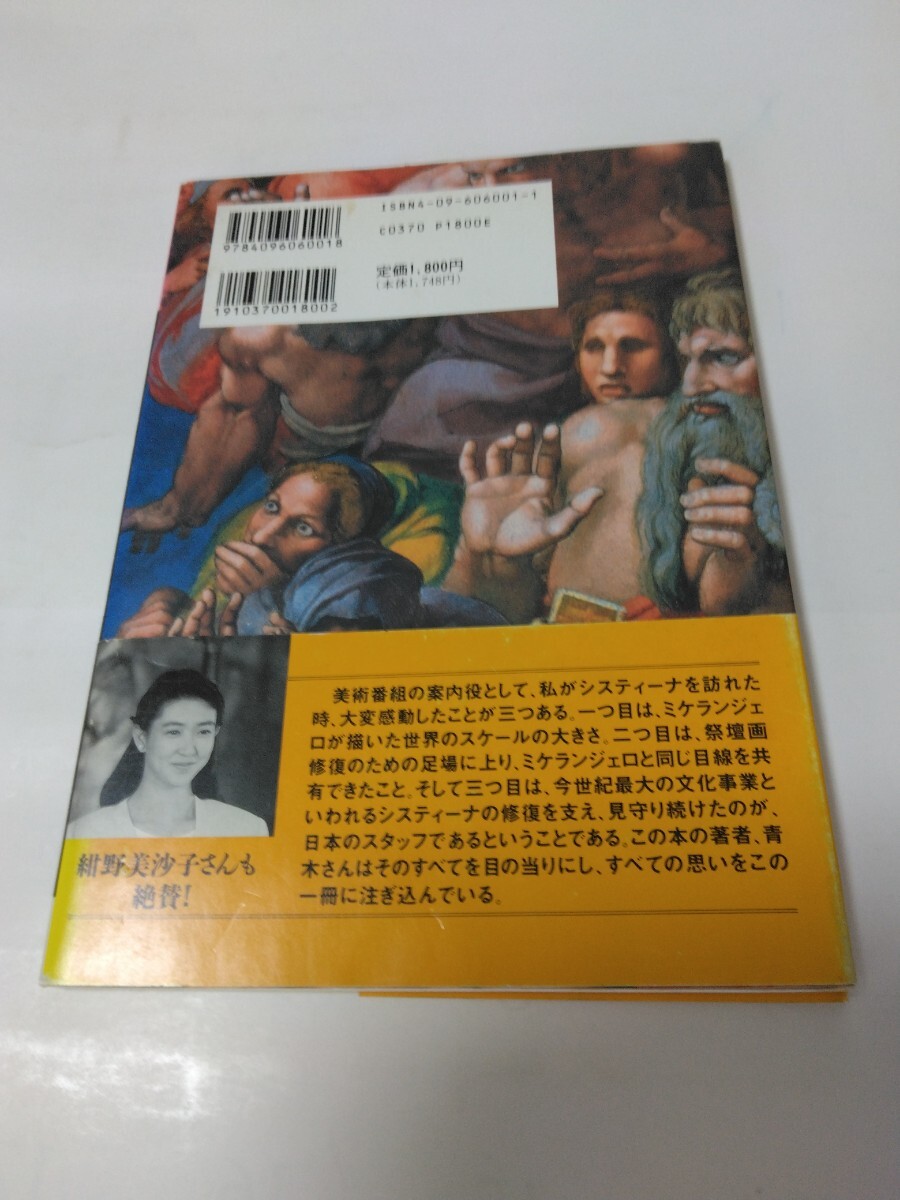 ISBN4-09-606001-1
C0370 P1800E
9784096060018
定価1,800円
(本体1,748円)
1910370018002
美術番組の案内役として、私がシスティーナを訪れた
時、大変感動したことが三つある。一つ目は、ミケランジェ
ロが描いた世界のスケールの大きさ。二つ目は、祭壇画
修復のための足場に上り、ミケランジェロと同じ目線を共
有できたこと。そして三つ目は、今世紀最大の文化事業と
いわれるシスティーナの修復を支え、見守り続けたのが、
日本のスタッフであるということである。この本の著者、青
木さんはそのすべてを目の当りにし、すべての思いをこの
一冊に注ぎ込んでいる。
紺野美沙子さんも
絶賛!